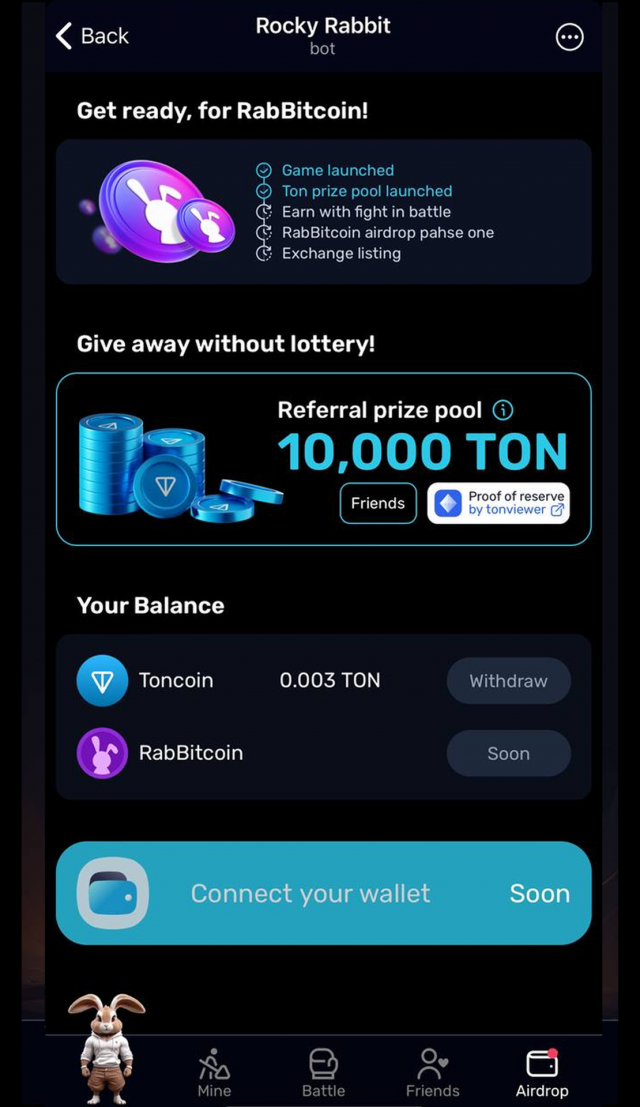 Back
Rocky Rabbit
bot
Get ready, for RabBitcoin!
Game launched
Ton prize pool launched
Earn with fight in battle
RabBitcoin airdrop pahse one
Exchange listing
Give away without lottery!
Referral prize pool
10,000 TON
Friends
Proof of reserve
by tonviewer
Your Balance
Toncoin 0.003 TON Withdraw
RabBitcoin Soon
Connect your wallet Soon
Mine Battle Friends Airdrop